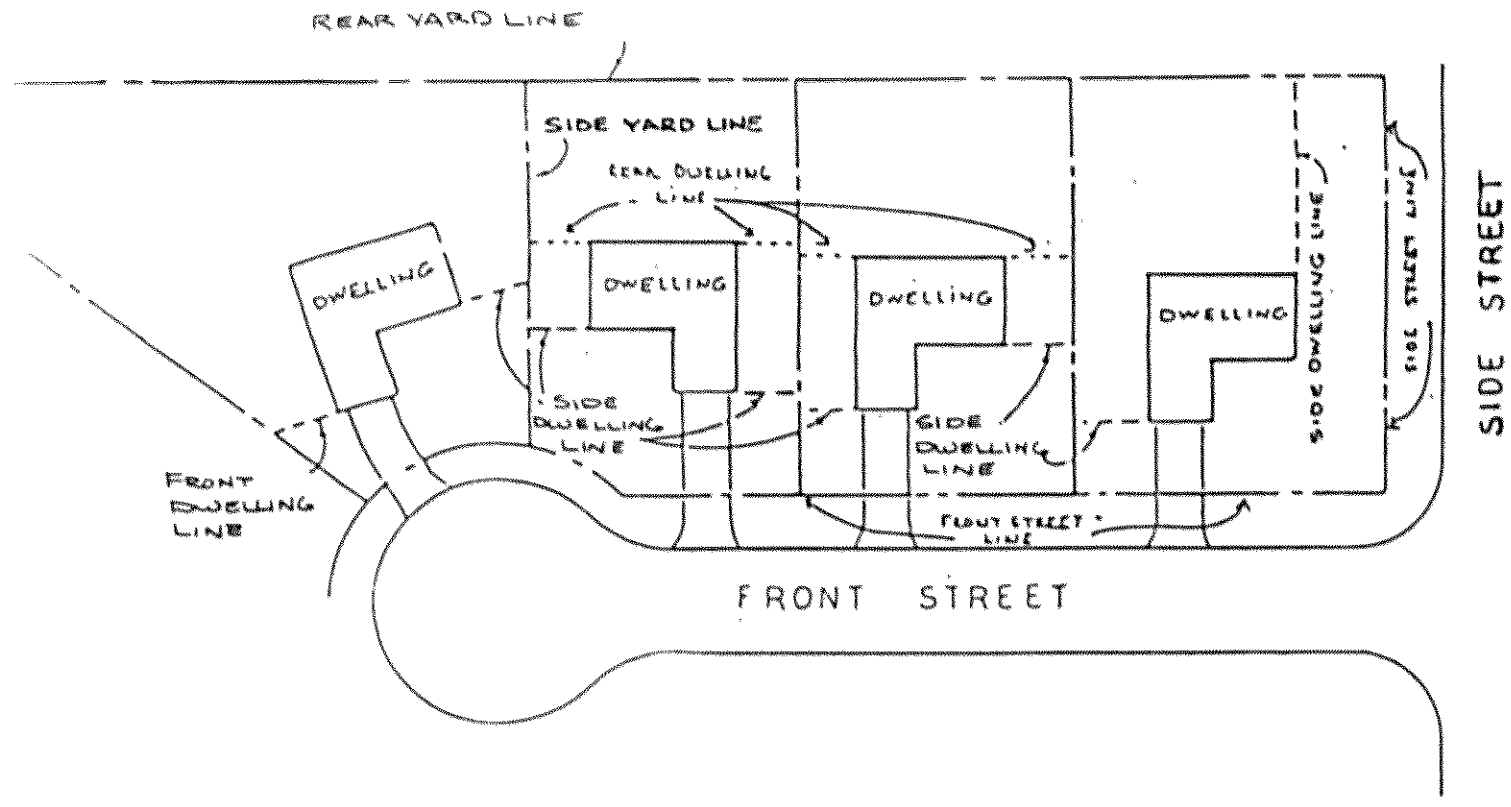 REAR YARD LINE
SIDE YARD LINE
REAR DWELLING
LINE
DWELLING
DWELLING
DWELLING
DWELLING
SIDE DWELLING LINE
SIDE STREET LINE
SIDE STREET
SIDE
DWELLING
LINE
SIDE
DWELLING
LINE
FRONT
DWELLING
LINE
FRONT STREET
LINE
FRONT STREET